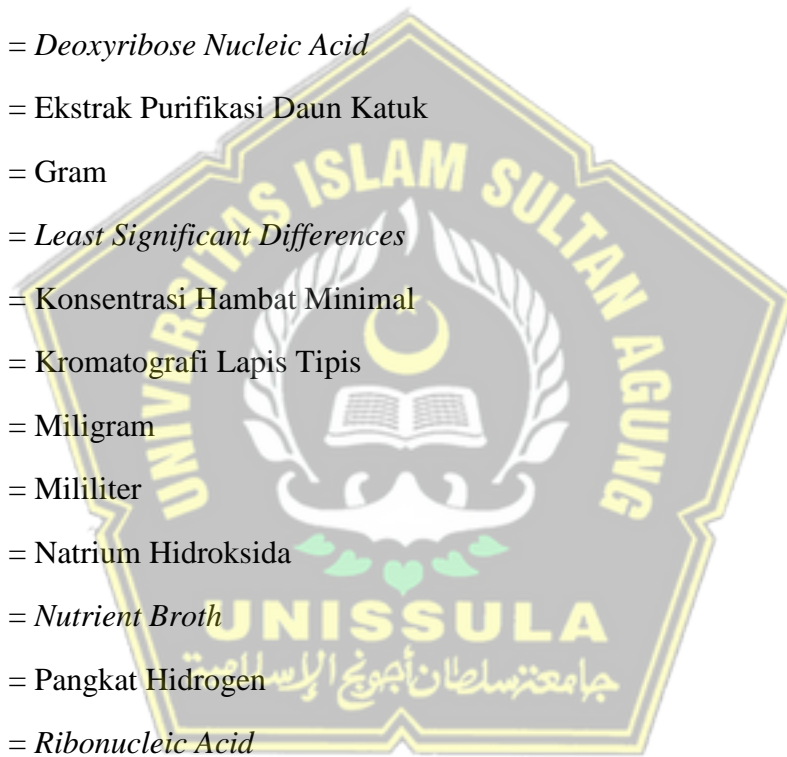 = Deoxyribose Nucleic Acid
= Ekstrak Purifikasi Daun Katuk
= Gram
= Least Significant Differences
= Konsentrasi Hambat Minimal
= Kromatografi Lapis Tipis
= Miligram
= Mililiter
= Natrium Hidroksida
= Nutrient Broth
= Pangkat Hidrogen
= Ribonucleic Acid
UNIVERSITAS ISLAM SULTAN AGUNG
UNISSULA
جامعة سلطان أجونج الإسلامية